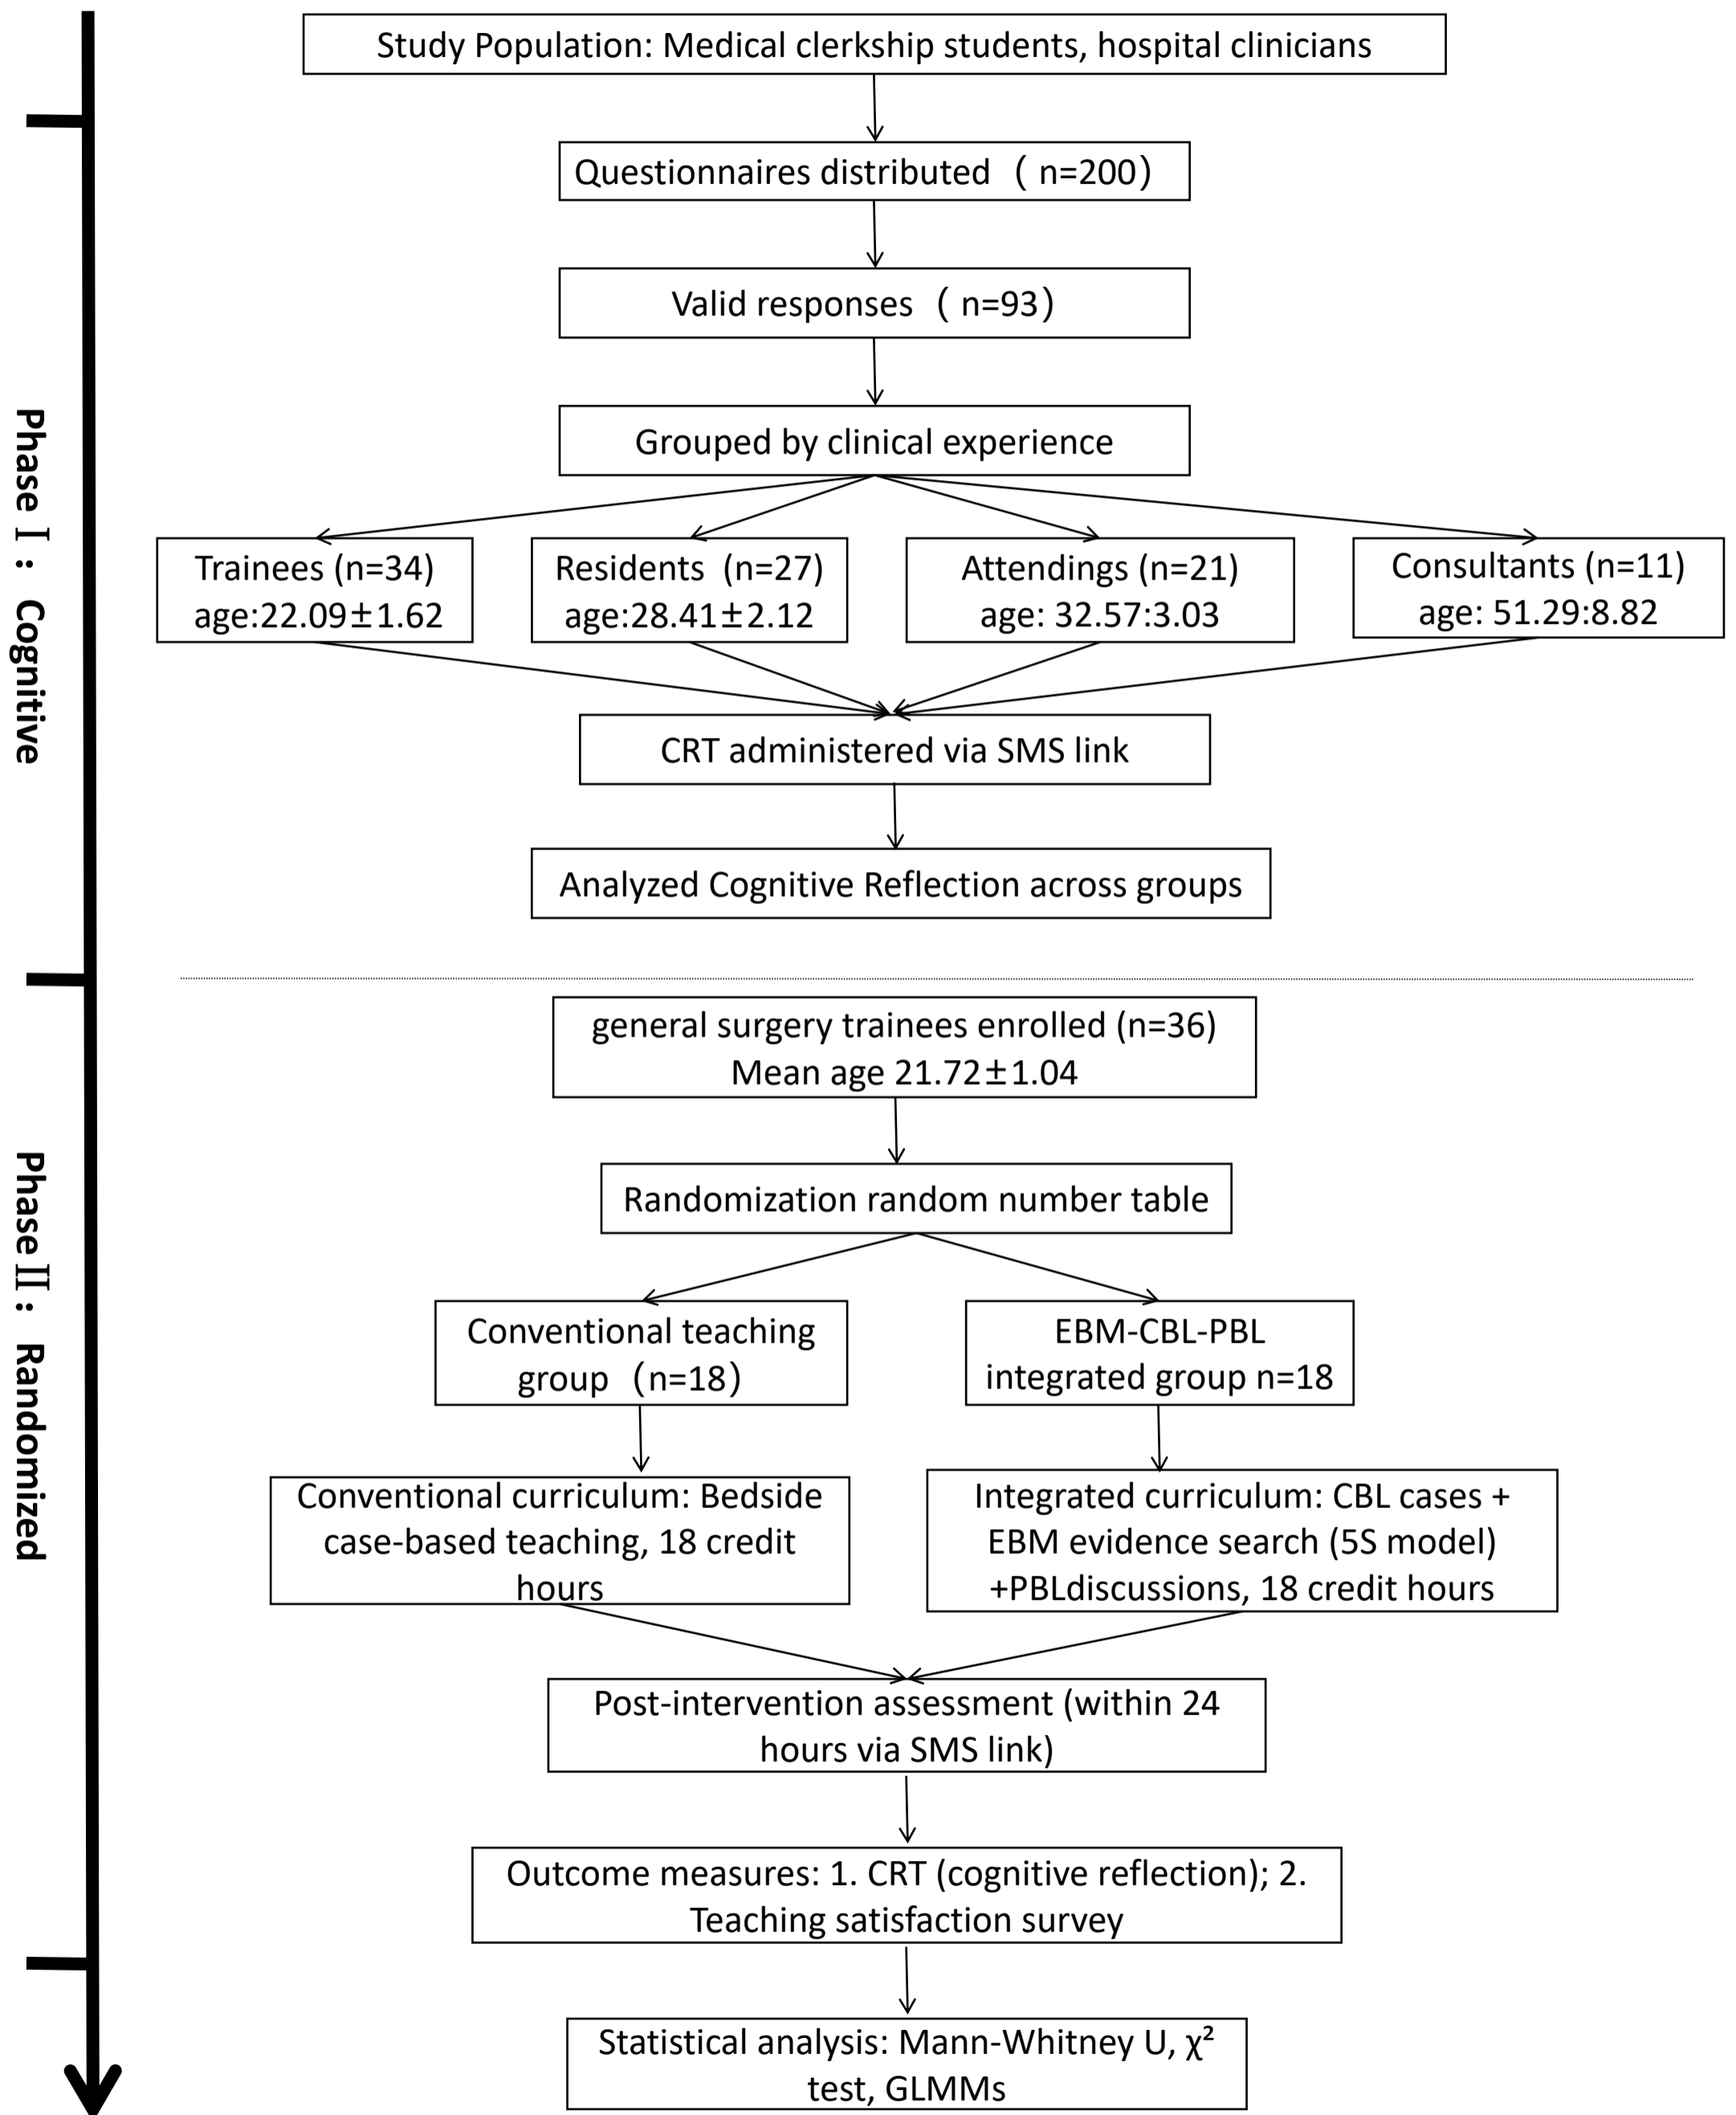 Study Population: Medical clerkship students, hospital clinicians
Questionnaires distributed （ n=200）
Valid responses （ n=93）
Grouped by clinical experience
Trainees (n=34)
age:22.09±1.62
Residents (n=27)
age:28.41±2.12
Attendings (n=21)
age: 32.57:3.03
Consultants (n=11)
age: 51.29:8.82
CRT administered via SMS link
Analyzed Cognitive Reflection across groups
Phase Ⅰ： Cognitive
general surgery trainees enrolled (n=36)
Mean age 21.72±1.04
Randomization random number table
Conventional teaching
group （n=18）
EBM-CBL-PBL
integrated group n=18
Conventional curriculum: Bedside
case-based teaching, 18 credit
hours
Integrated curriculum: CBL cases +
EBM evidence search (5S model)
+PBLdiscussions, 18 credit hours
Post-intervention assessment (within 24
hours via SMS link)
Outcome measures: 1. CRT (cognitive reflection); 2.
Teaching satisfaction survey
Statistical analysis: Mann-Whitney U, χ²
test, GLMMs
Phase Ⅱ： Randomized